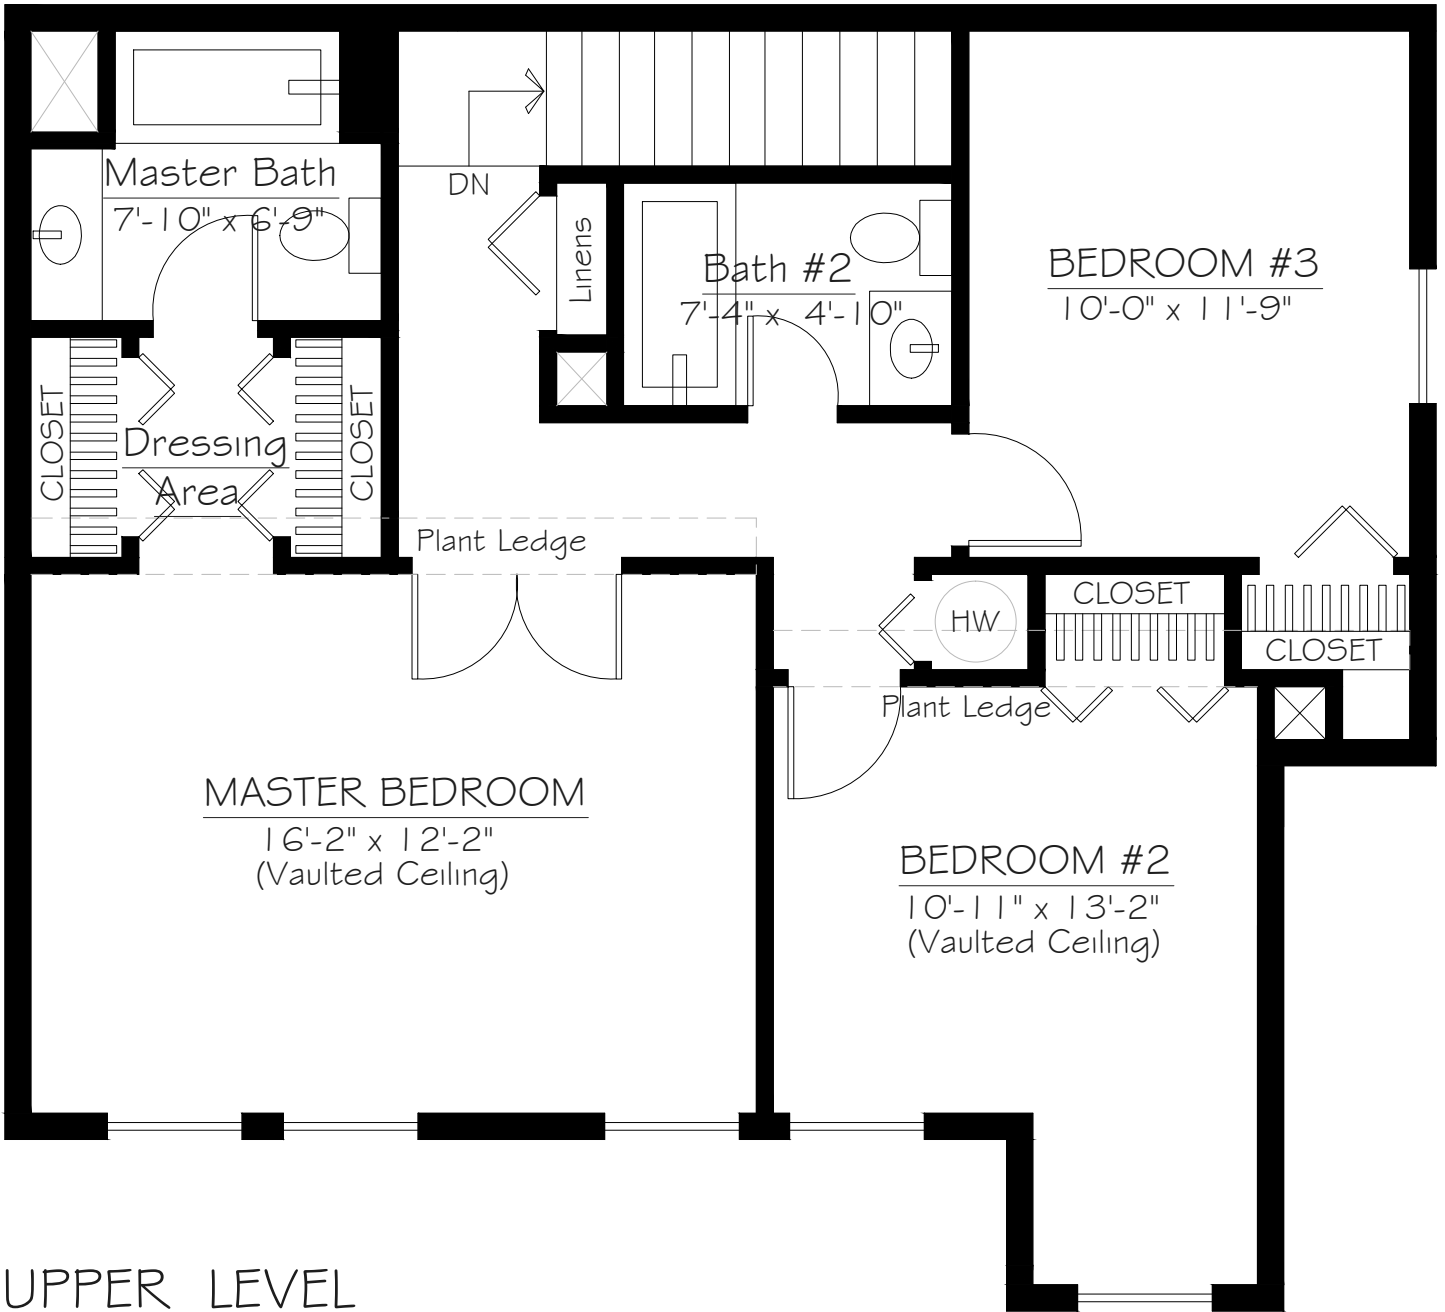 Master Bath
7'-10" x 6'-9"
DN
Linens
Bath #2
7'-4" x 4'-10"
BEDROOM #3
10'-0" x 11'-9"
CLOSET
Dressing
Area
CLOSET
Plant Ledge
HW
CLOSET
CLOSET
Plant Ledge
MASTER BEDROOM
16'-2" x 12'-2"
(Vaulted Ceiling)
BEDROOM #2
10'-11" x 13'-2"
(Vaulted Ceiling)
UPPER LEVEL